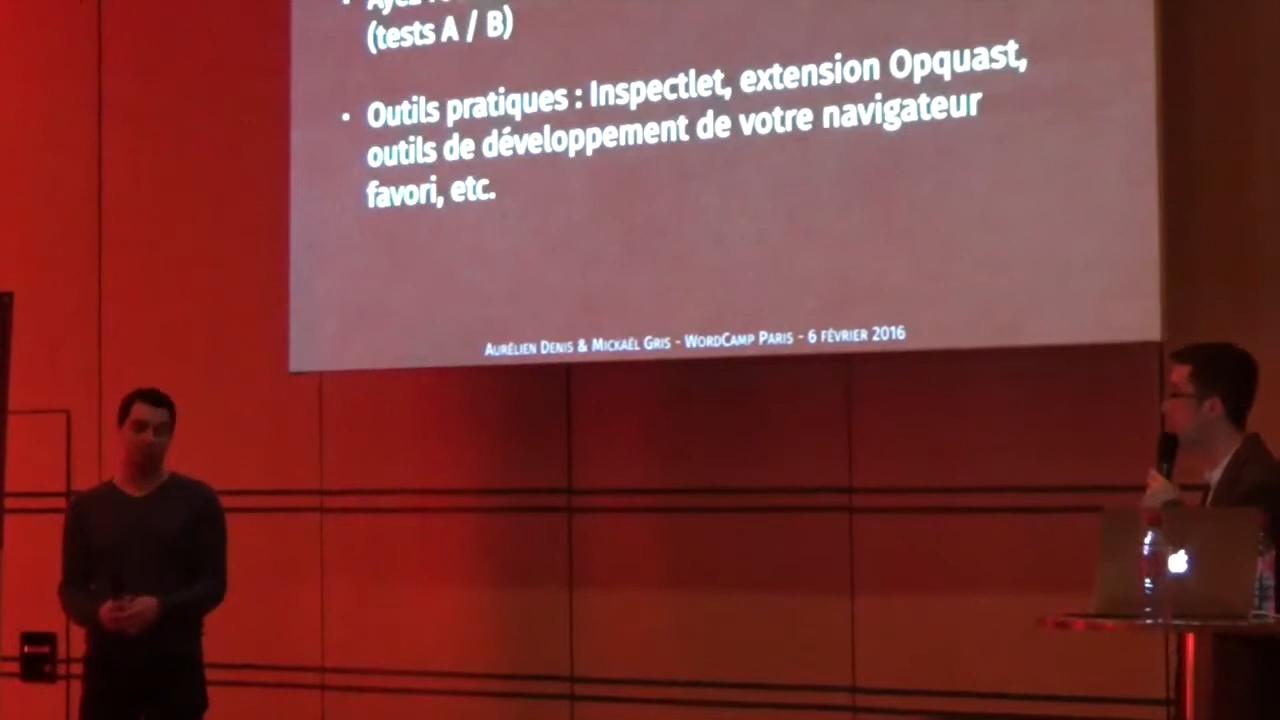 (tests A / B)
• Outils pratiques : Inspectlet, extension Opquast,
outils de développement de votre navigateur
favori, etc.
Aurélien Denis & Mickaël Gris - WordCamp Paris - 6 février 2016